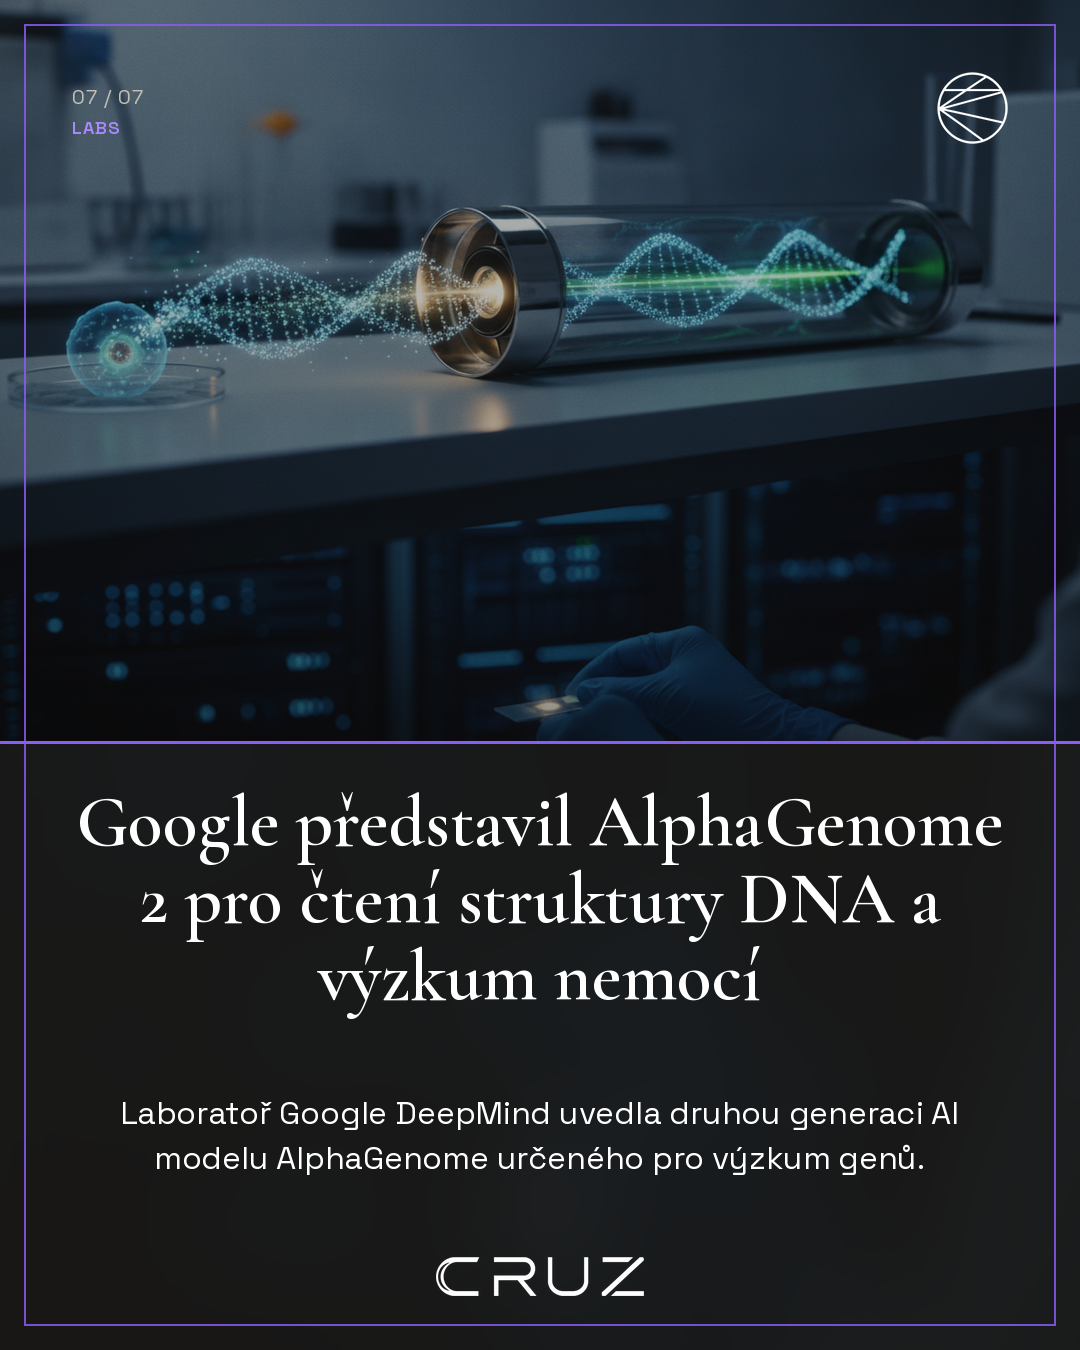 07 / 07
LABS
Google představil AlphaGenome
2 pro čtení struktury DNA a
výzkum nemocí
Laboratoř Google DeepMind uvedla druhou generaci AI
modelu AlphaGenome určeného pro výzkum genů.
CRUZ